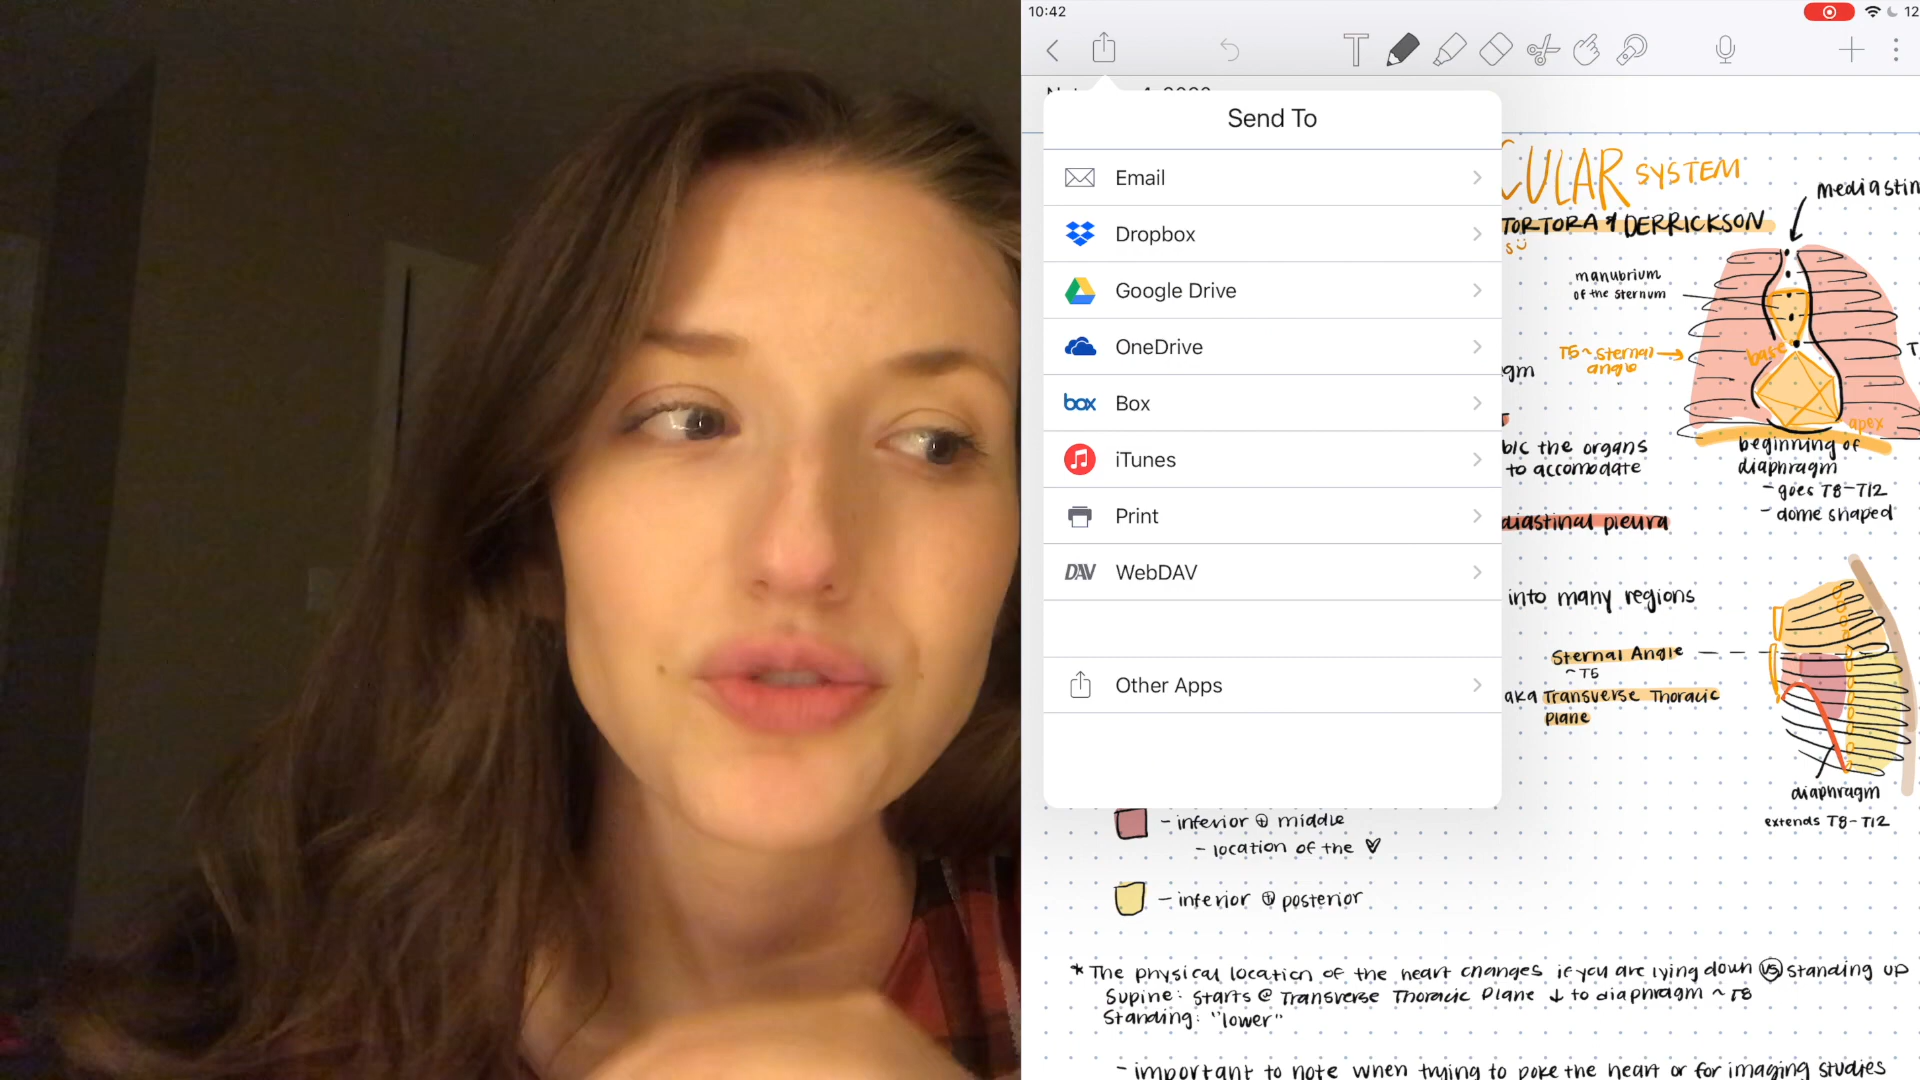 10:42
12
Send To
Email
Dropbox
Google Drive
OneDrive
box Box
iTunes
Print
DAV WebDAV
Other Apps
CULAR SYSTEM
TORTORA & DERRICKSON
s
mediastin
manubrium
of the sternum
T5~sternal
angle
base
apex
T
gm
b/c the organs
to accomodate
beginning of
diaphragm
- goes T8-T12
- dome shaped
diastinal pleura
into many regions
Sternal Angle
~T5
aka Transverse Thoracic
Plane
diaphragm
extends T8-T12
- inferior ⊕ middle
- location of the ♡
- inferior ⊕ posterior
* The physical location of the heart changes if you are lying down vs standing up
Supine: starts @ Transverse Thoracic Plane ↓ to diaphragm ~T8
Standing: "lower"
- important to note when trying to poke the heart or for imaging studies